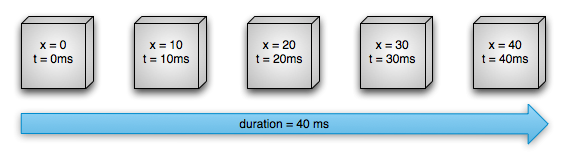 x = 0
t = 0ms
x = 10
t = 10ms
x = 20
t = 20ms
x = 30
t = 30ms
x = 40
t = 40ms
duration = 40 ms